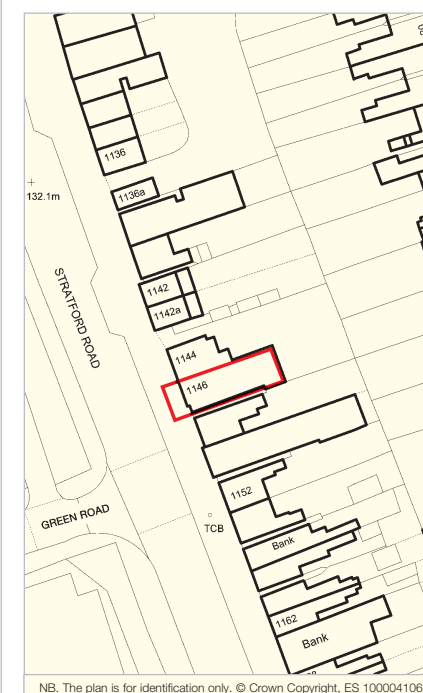 1136
1136a
132.1m
STRATFORD ROAD
1142
1142a
1144
1146
1152
GREEN ROAD
TCB
Bank
1162
Bank
NB. The plan is for identification only. © Crown Copyright, ES 100004106